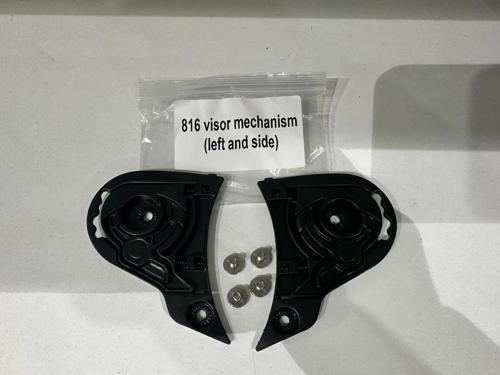 816 visor mechanism
(left and side)